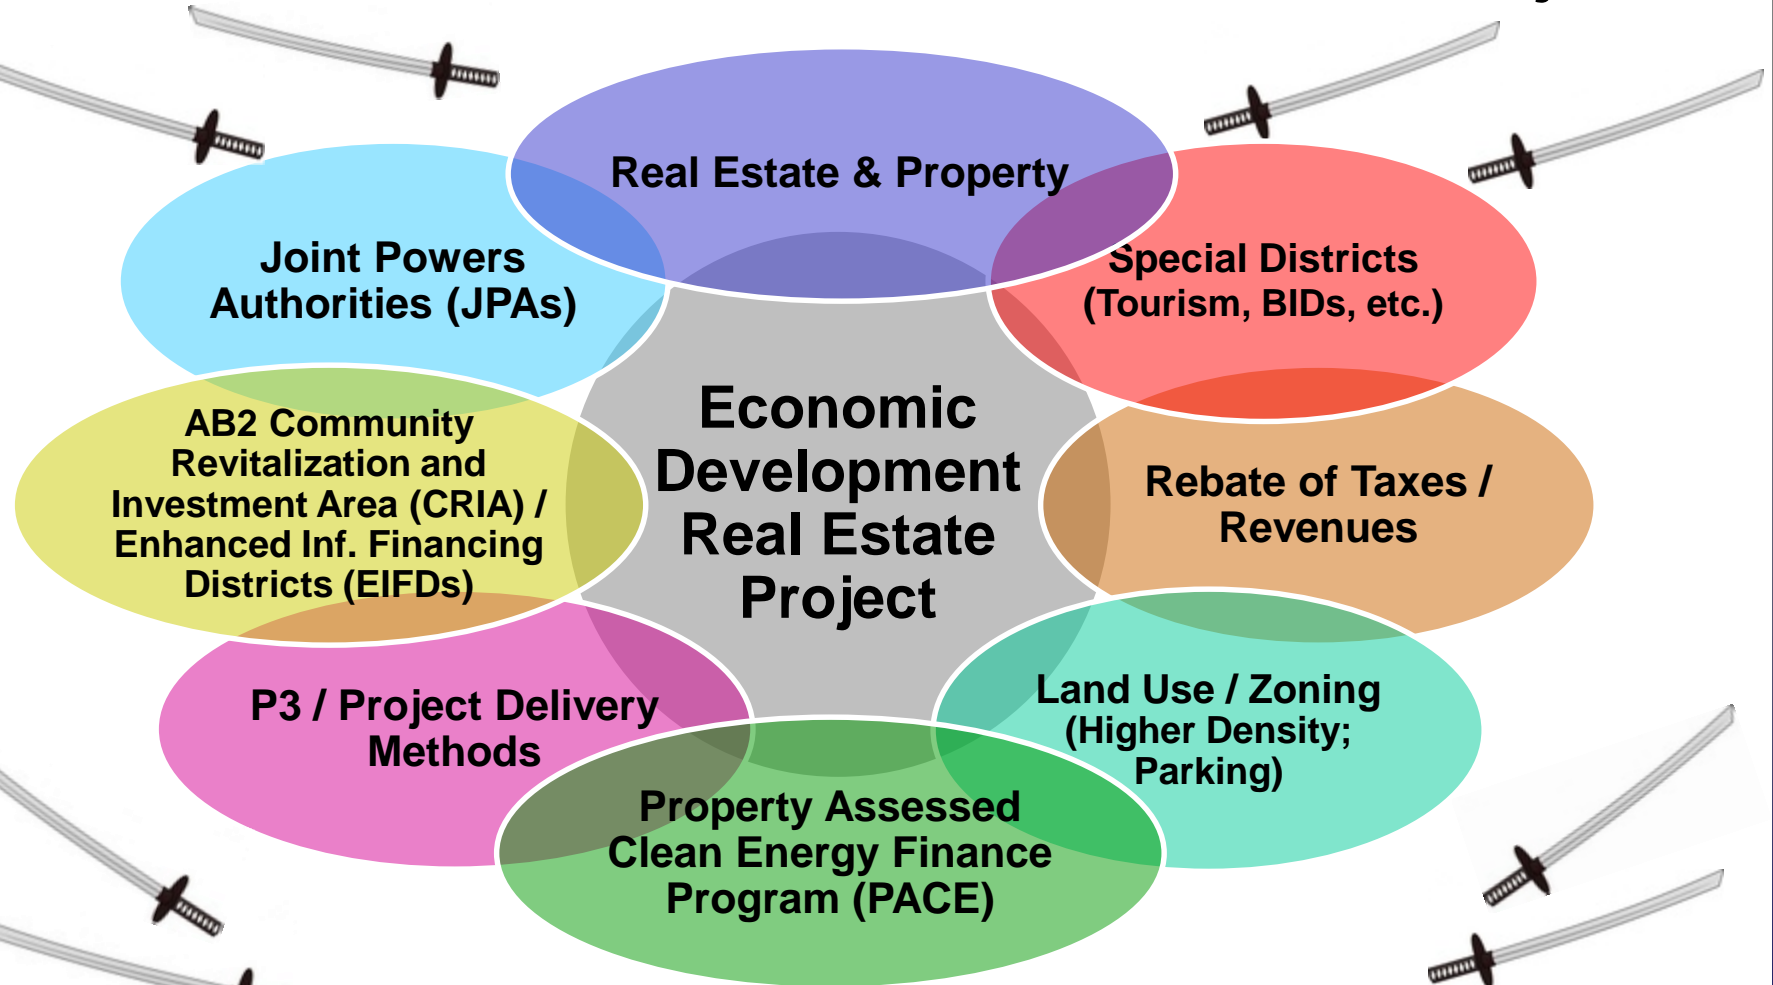 Real Estate & Property
Joint Powers
Authorities (JPAs)
Special Districts
(Tourism, BIDs, etc.)
AB2 Community
Revitalization and
Investment Area (CRIA) /
Enhanced Inf. Financing
Districts (EIFDs)
Economic
Development
Real Estate
Project
Rebate of Taxes /
Revenues
P3 / Project Delivery
Methods
Land Use / Zoning
(Higher Density;
Parking)
Property Assessed
Clean Energy Finance
Program (PACE)